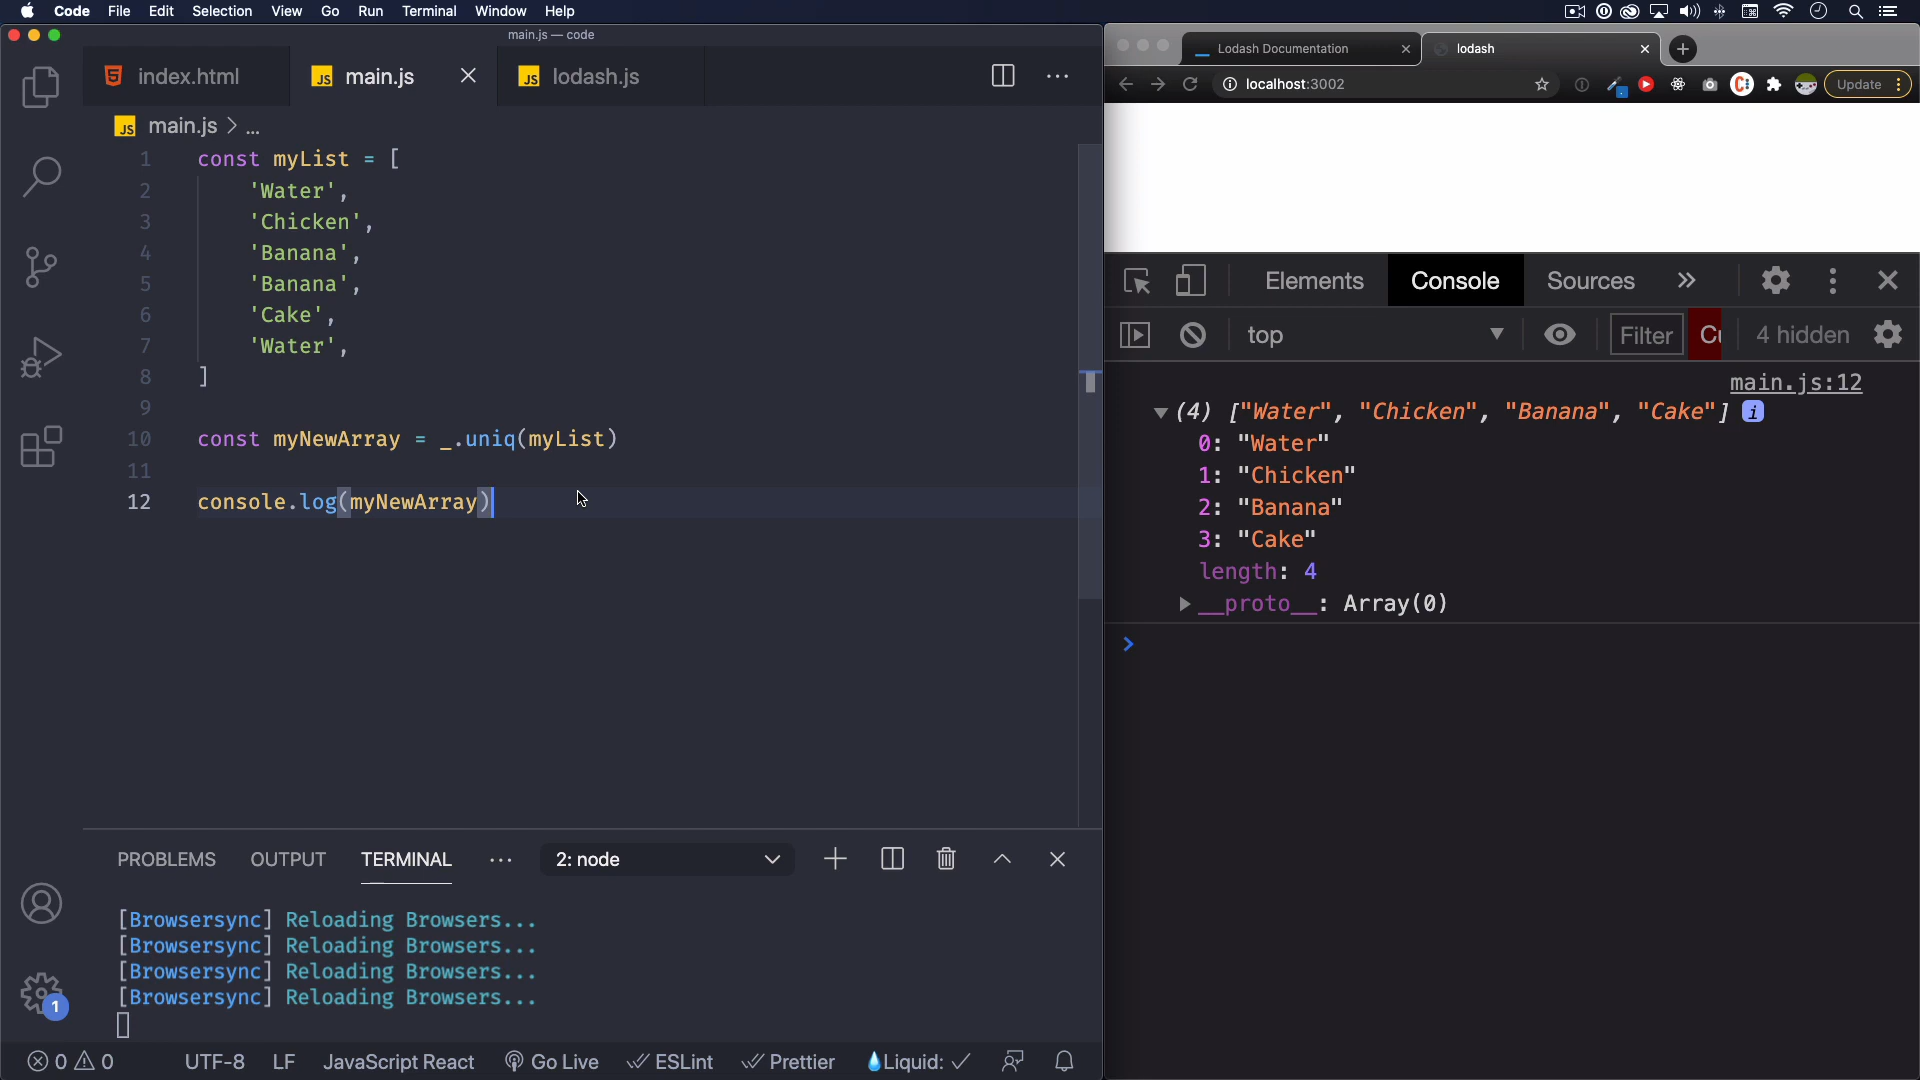 Code File Edit Selection View Go Run Terminal Window Help
main.js — code
index.html
JS main.js
JS lodash.js
JS main.js > ...
1 const myList = [
2 'Water',
3 'Chicken',
4 'Banana',
5 'Banana',
6 'Cake',
7 'Water',
8 ]
9
10 const myNewArray = _.uniq(myList)
11
12 console.log(myNewArray)
PROBLEMS OUTPUT TERMINAL ... 2: node
[Browsersync] Reloading Browsers...
[Browsersync] Reloading Browsers...
[Browsersync] Reloading Browsers...
[Browsersync] Reloading Browsers...
1
0 0 UTF-8 LF JavaScript React Go Live ESLint Prettier Liquid:
Lodash Documentation
lodash
localhost:3002
Update
Elements Console Sources
top Filter 4 hidden
main.js:12
(4) ["Water", "Chicken", "Banana", "Cake"] i
0: "Water"
1: "Chicken"
2: "Banana"
3: "Cake"
length: 4
__proto__: Array(0)
>